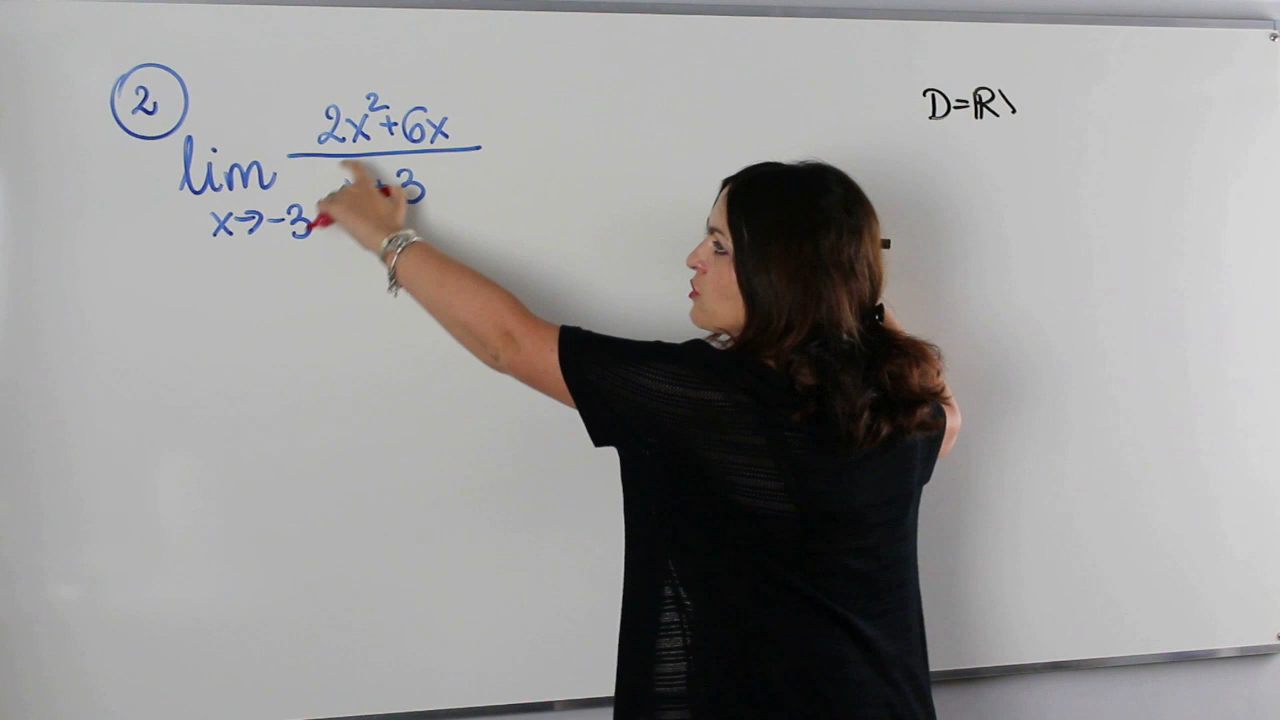 2
lim 2x²+6x
+3
x→-3
D=ℝ\